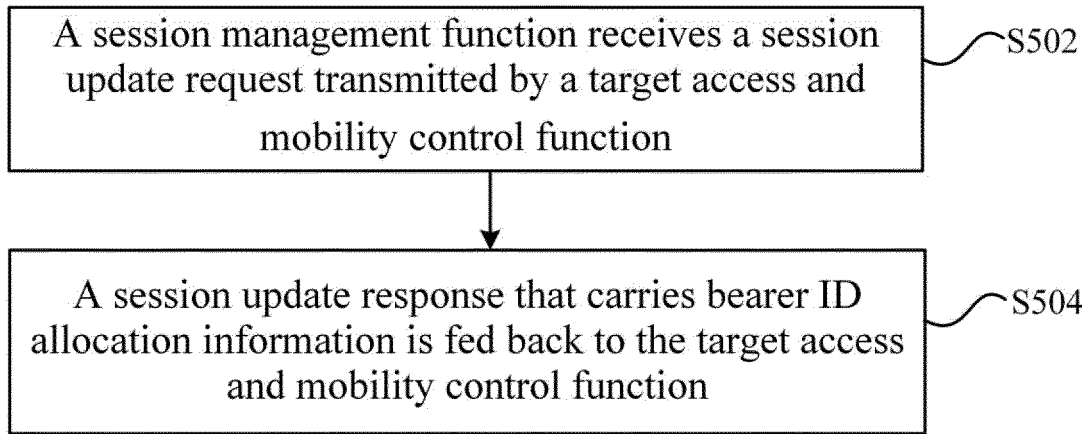 A session management function receives a session
update request transmitted by a target access and
mobility control function
S502
A session update response that carries bearer ID
allocation information is fed back to the target access
and mobility control function
S504